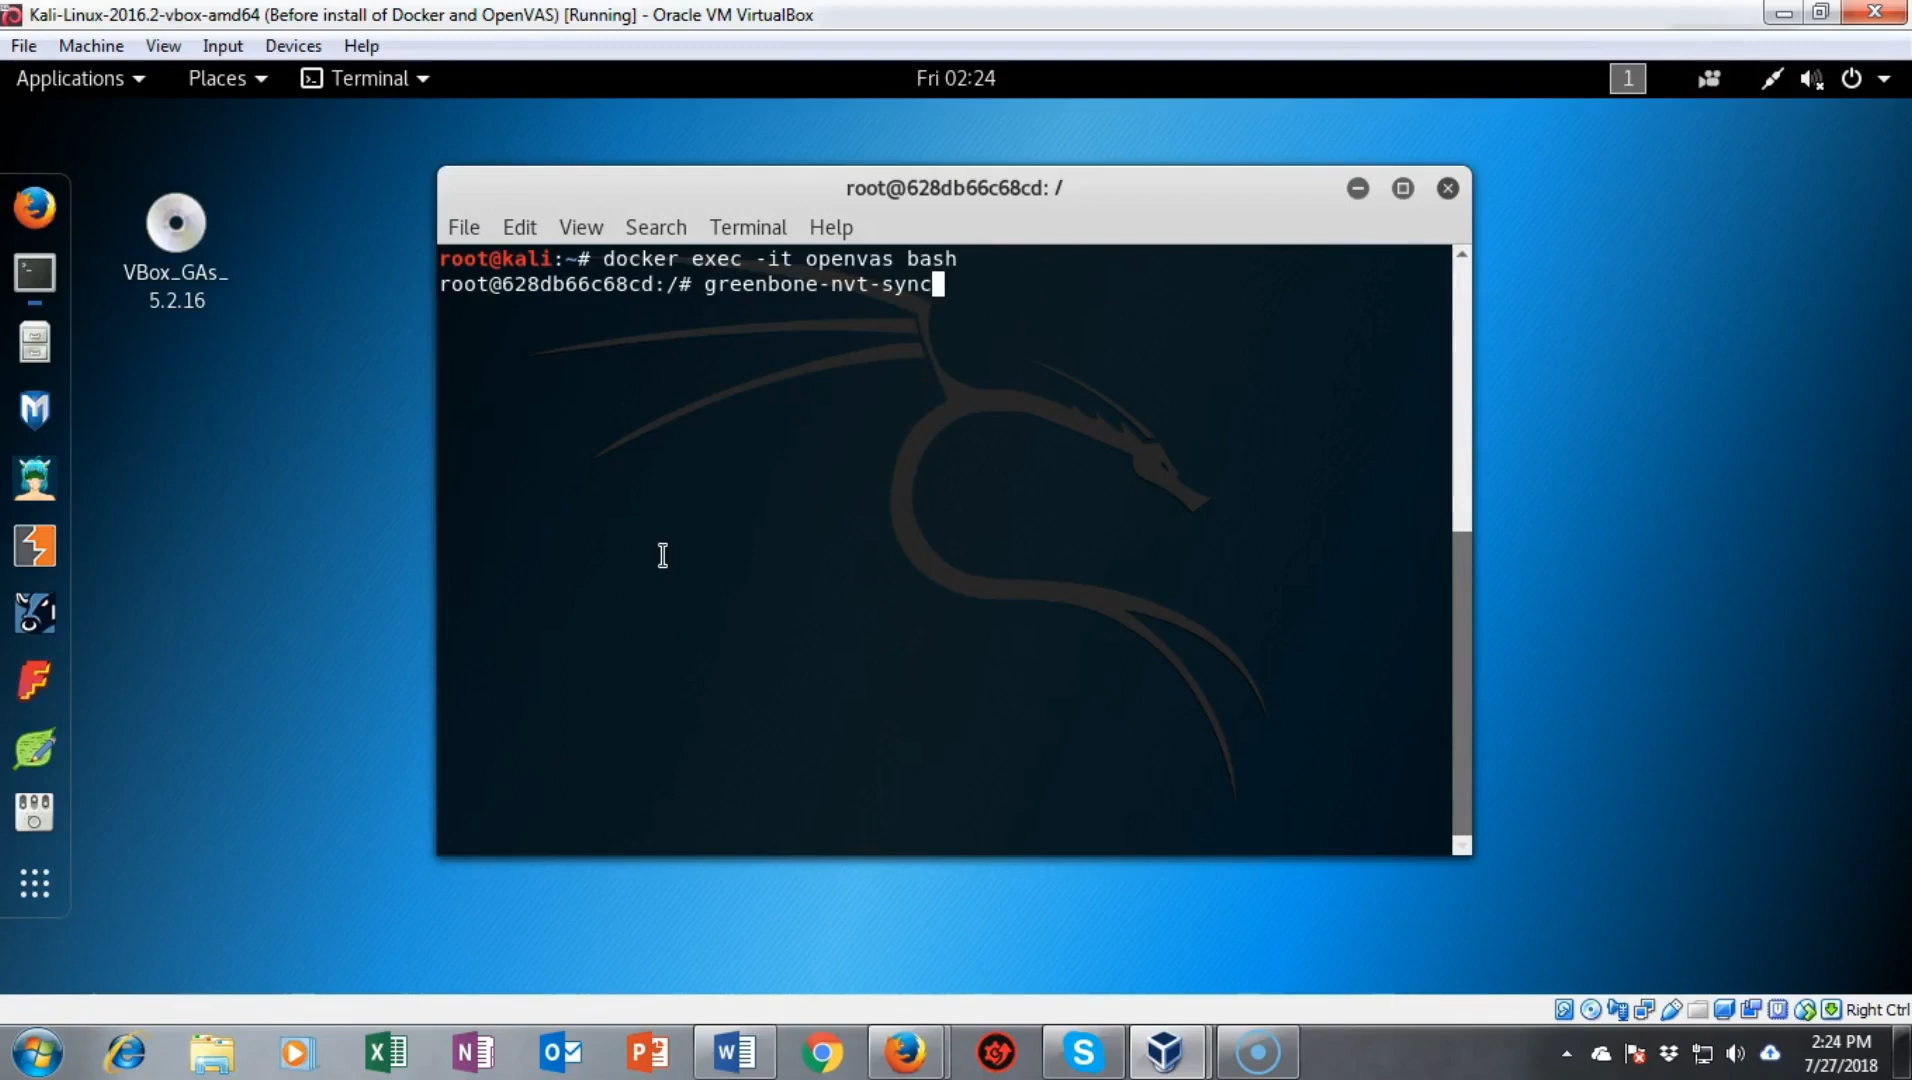 Kali-Linux-2016.2-vbox-amd64 (Before install of Docker and OpenVAS) [Running] - Oracle VM VirtualBox
File Machine View Input Devices Help
Applications Places Terminal Fri 02:24 1
root@628db66c68cd: /
File Edit View Search Terminal Help
root@kali:~# docker exec -it openvas bash
root@628db66c68cd:/# greenbone-nvt-sync
VBox_GAs_
5.2.16
Right Ctrl
2:24 PM
7/27/2018